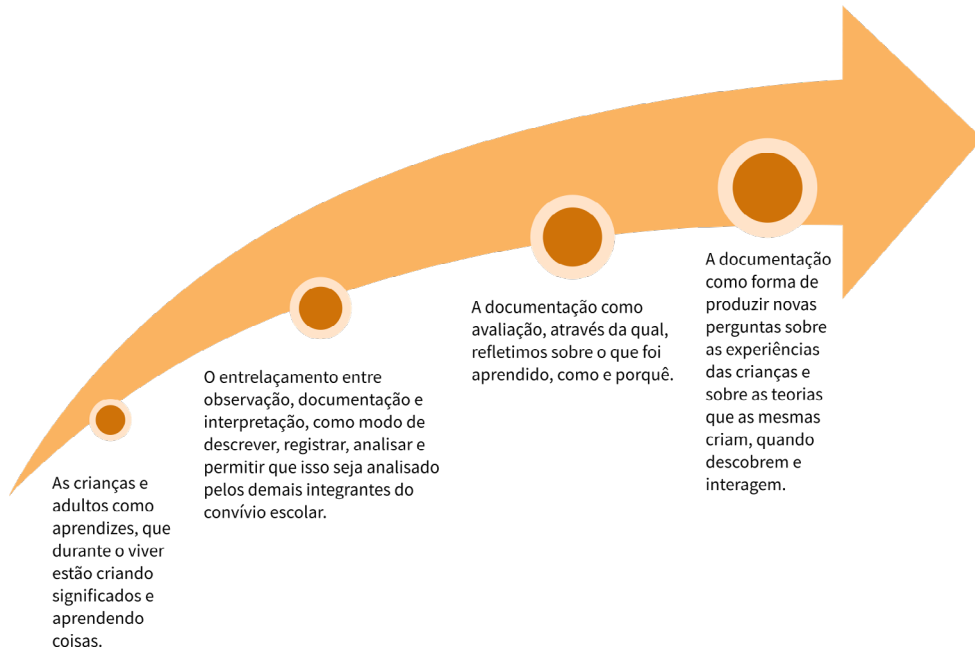 As crianças e
adultos como
aprendizes, que
durante o viver
estão criando
significados e
aprendendo
coisas.
O entrelaçamento entre
observação, documentação e
interpretação, como modo de
descrever, registrar, analisar e
permitir que isso seja analisado
pelos demais integrantes do
convívio escolar.
A documentação como
avaliação, através da qual,
refletimos sobre o que foi
aprendido, como e porquê.
A documentação
como forma de
produzir novas
perguntas sobre
as experiências
das crianças e
sobre as teorias
que as mesmas
criam, quando
descobrem e
interagem.